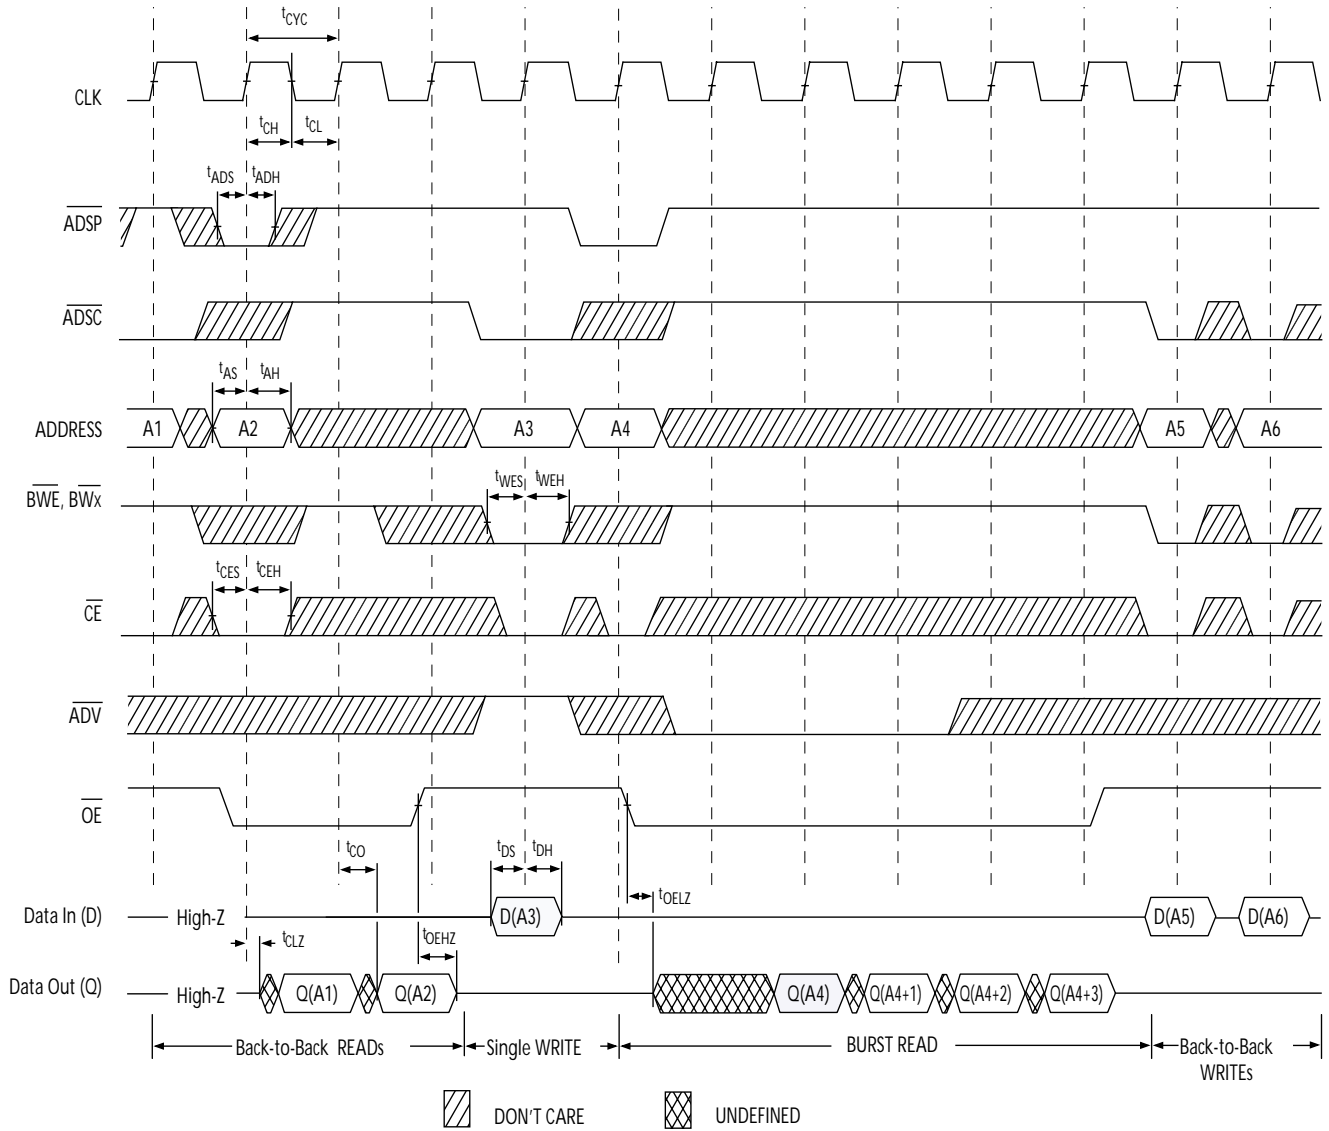 tCYC
CLK
tCH tCL
tADS tADH
ADSP
ADSC
tAS tAH
ADDRESS A1 A2 A3 A4 A5 A6
BWE, BWx tWES tWEH
tCES tCEH
CE
ADV
OE
tCO tDS tDH
tOELZ
Data In (D) High-Z D(A3) D(A5) D(A6)
tCLZ tOEHZ
Data Out (Q) High-Z Q(A1) Q(A2) Q(A4) Q(A4+1) Q(A4+2) Q(A4+3)
Back-to-Back READs Single WRITE BURST READ Back-to-Back
WRITEs
DON'T CARE UNDEFINED